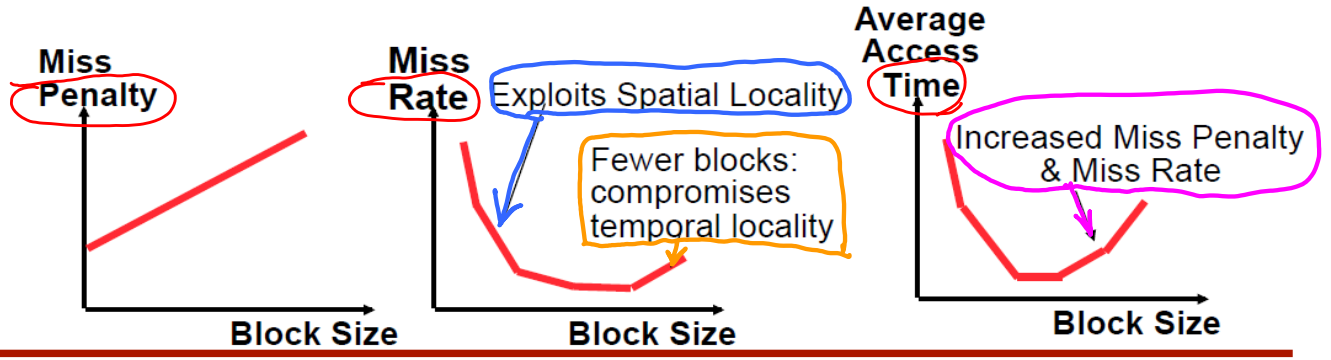 Miss
Penalty
Block Size
Miss
Rate
Exploits Spatial Locality
Fewer blocks:
compromises
temporal locality
Block Size
Average
Access
Time
Increased Miss Penalty
& Miss Rate
Block Size